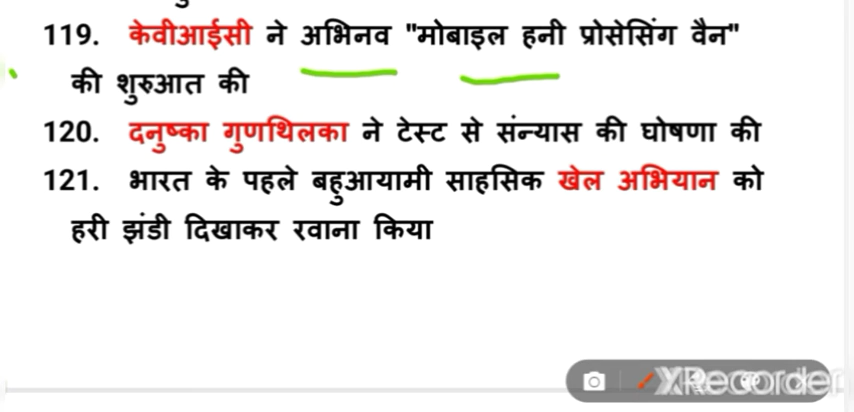 119. केवीआईसी ने अभिनव "मोबाइल हनी प्रोसेसिंग वैन"
की शुरुआत की
120. दनुष्का गुणथिलका ने टेस्ट से संन्यास की घोषणा की
121. भारत के पहले बहुआयामी साहसिक खेल अभियान को
हरी झंडी दिखाकर रवाना किया
XRecorder